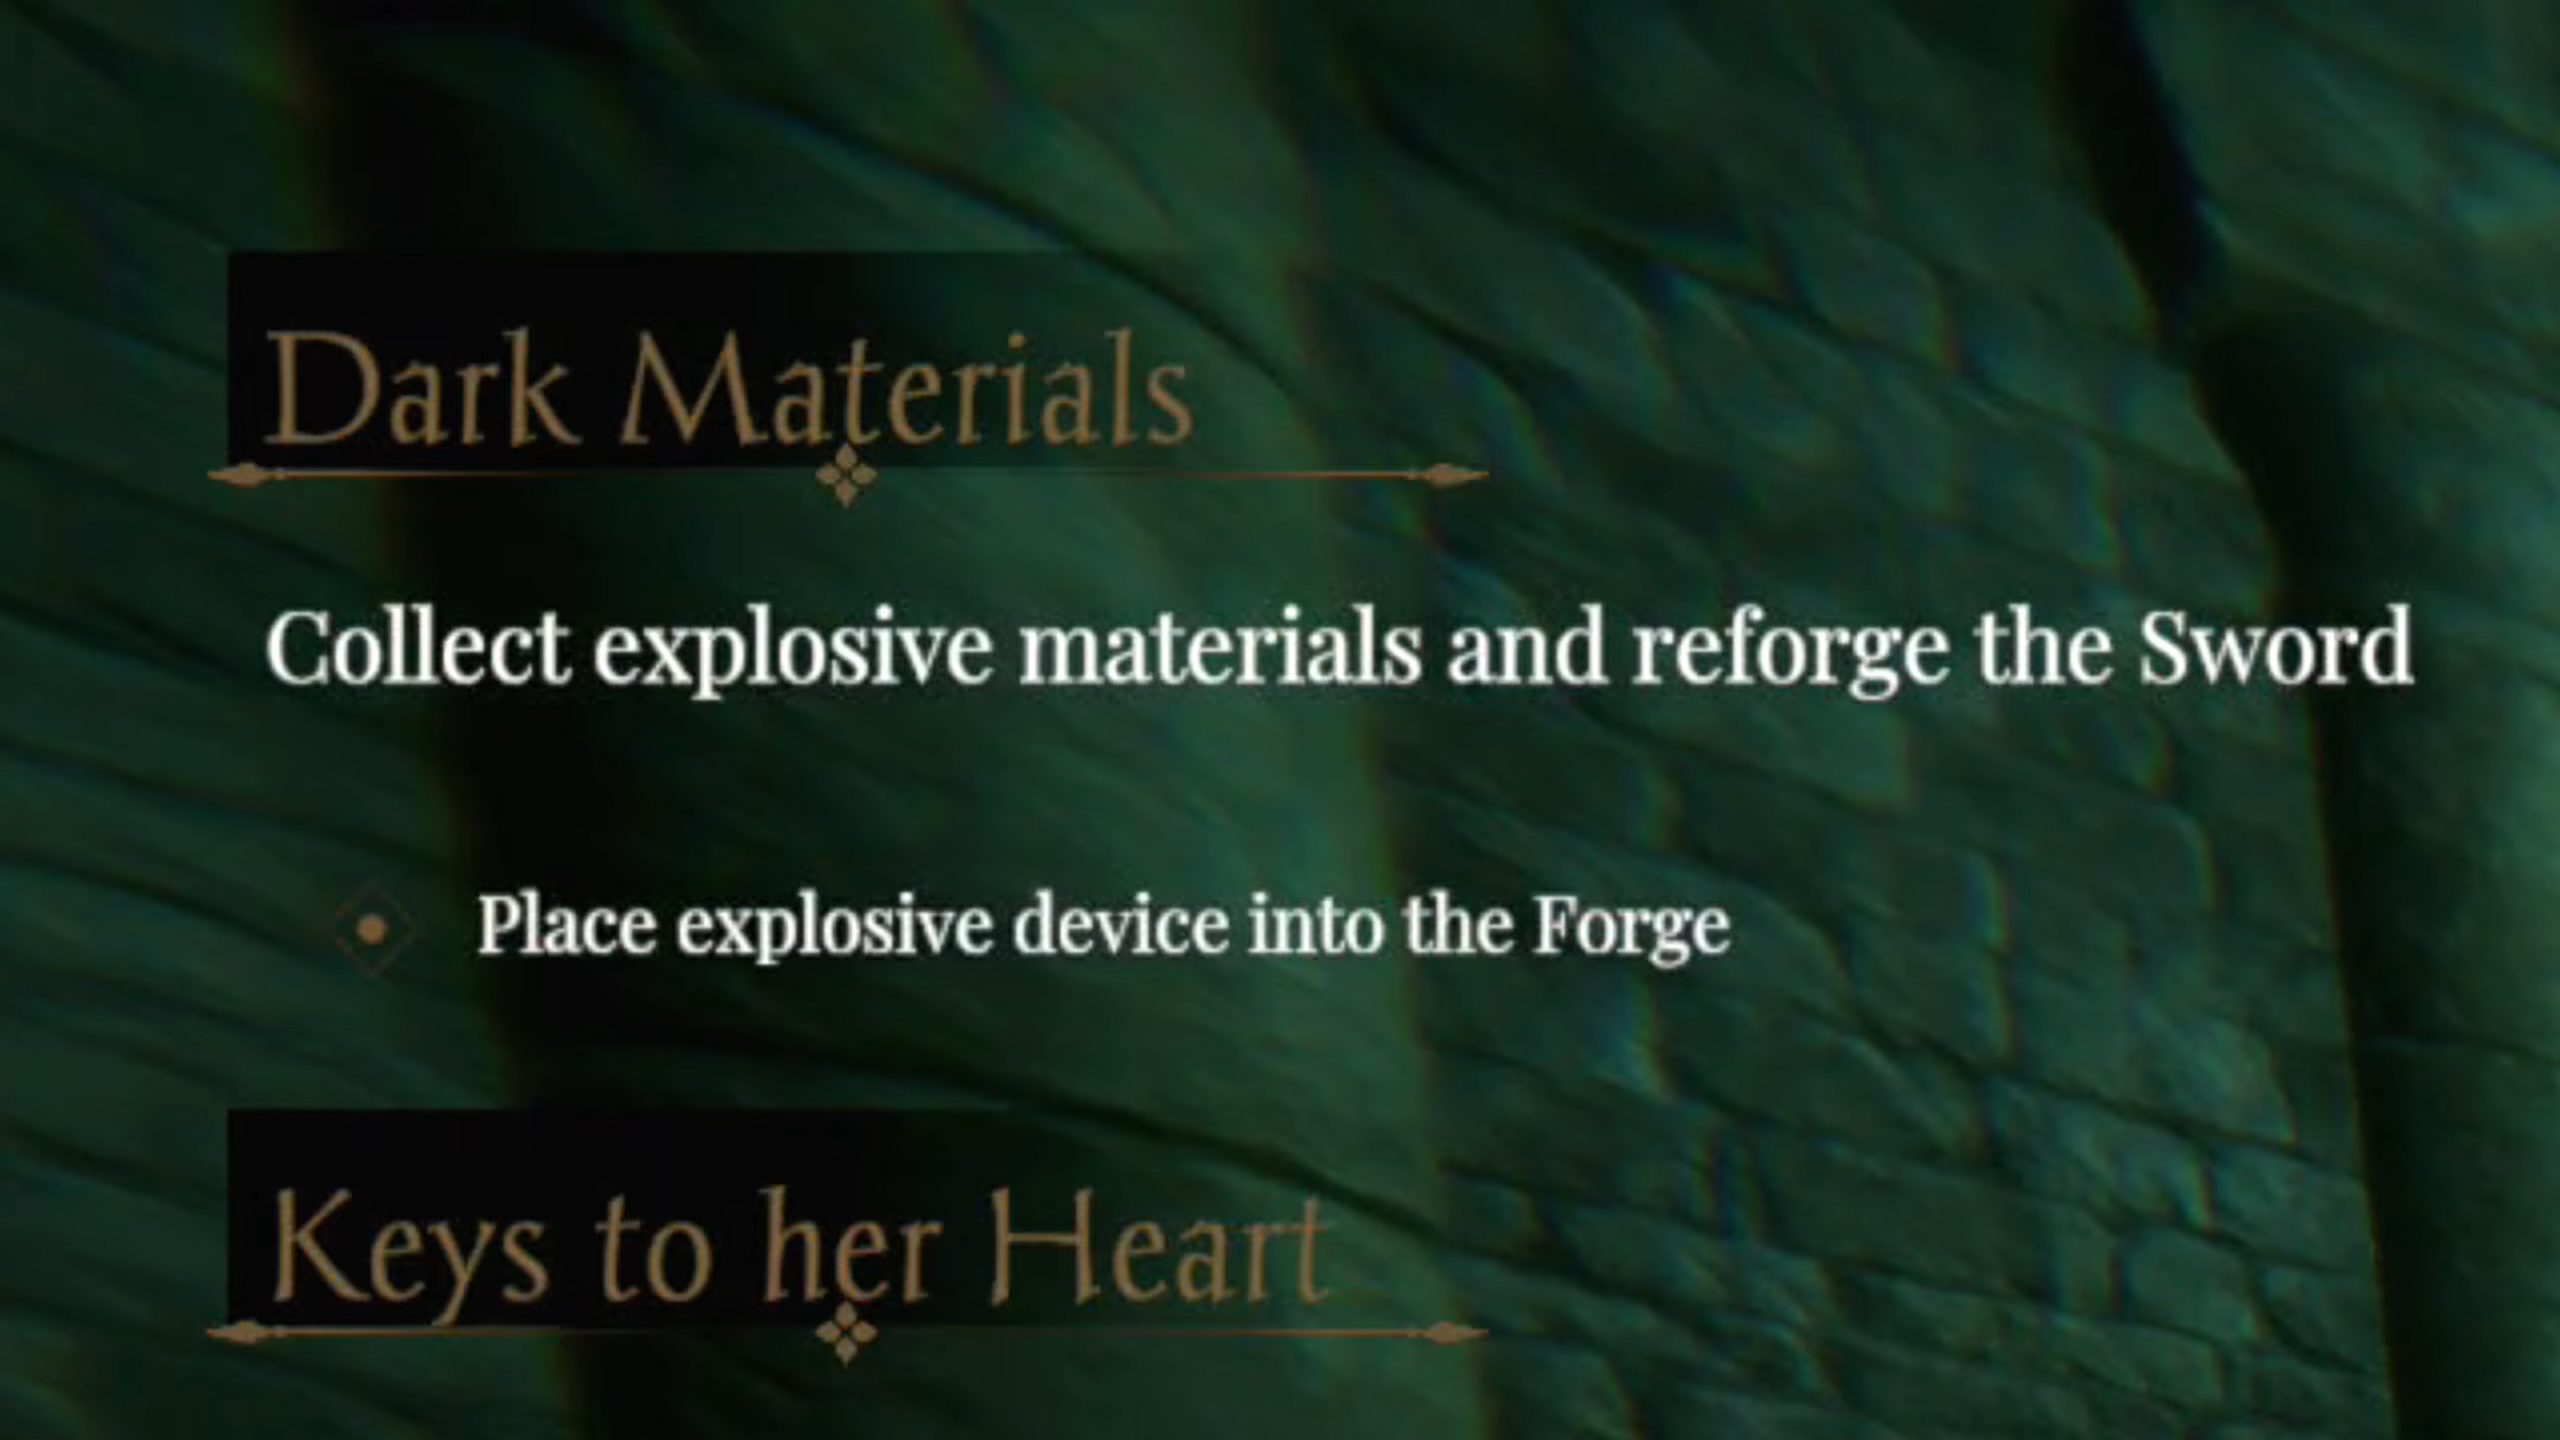 Dark Materials
Collect explosive materials and reforge the Sword
Place explosive device into the Forge
Keys to her Heart